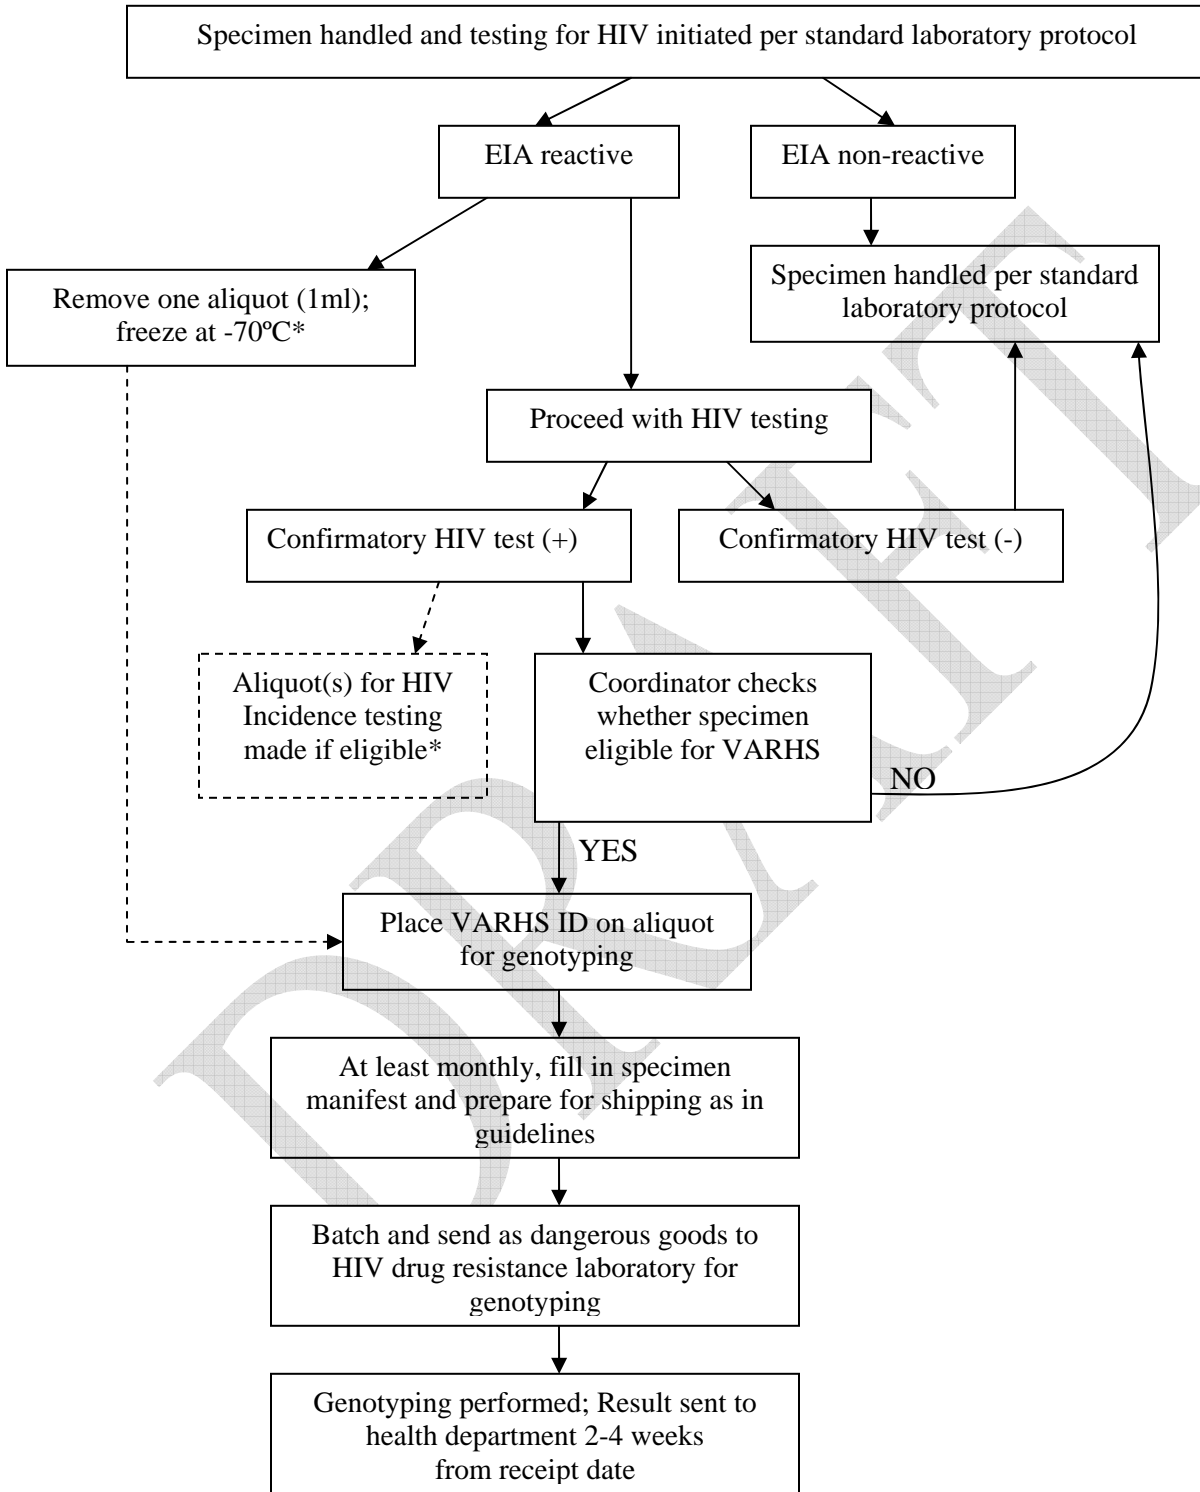 Specimen handled and testing for HIV initiated per standard laboratory protocol
EIA reactive
EIA non-reactive
Remove one aliquot (1ml);
freeze at -70ºC*
Specimen handled per standard
laboratory protocol
Proceed with HIV testing
Confirmatory HIV test (+)
Confirmatory HIV test (-)
Aliquot(s) for HIV
Incidence testing
made if eligible*
Coordinator checks
whether specimen
eligible for VARHS
NO
YES
Place VARHS ID on aliquot
for genotyping
At least monthly, fill in specimen
manifest and prepare for shipping as in
guidelines
Batch and send as dangerous goods to
HIV drug resistance laboratory for
genotyping
Genotyping performed; Result sent to
health department 2-4 weeks
from receipt date
DRAFT